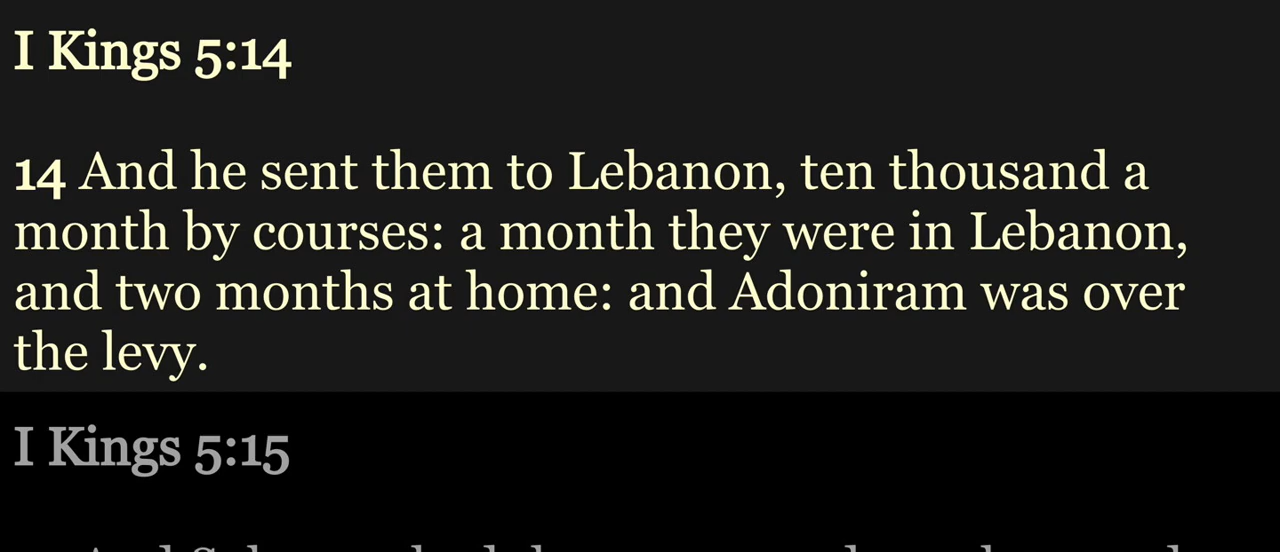 I Kings 5:14
14 And he sent them to Lebanon, ten thousand a
month by courses: a month they were in Lebanon,
and two months at home: and Adoniram was over
the levy.
I Kings 5:15